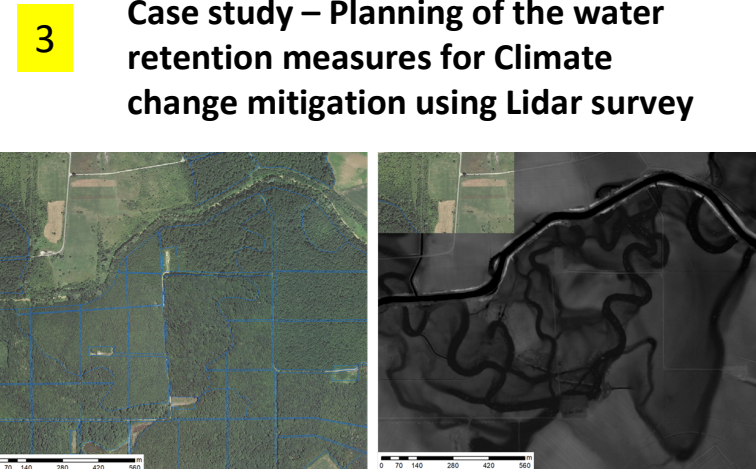 3
Case study – Planning of the water
retention measures for Climate
change mitigation using Lidar survey
m
70 140 280 420 560
m
0 70 140 280 420 560